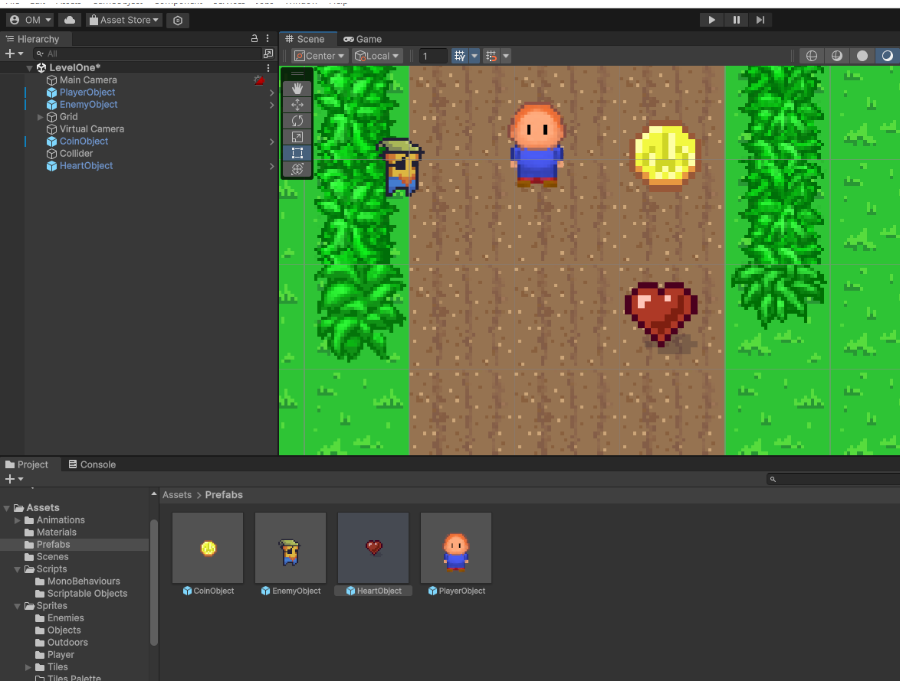 OM
Asset Store
Hierarchy
All
LevelOne*
Main Camera
PlayerObject
EnemyObject
Grid
Virtual Camera
CoinObject
Collider
HeartObject
Scene
Game
Center
Local
1
Project
Console
Assets
Animations
Materials
Prefabs
Scenes
Scripts
MonoBehaviours
Scriptable Objects
Sprites
Enemies
Objects
Outdoors
Player
Tiles
Tiles Palette
Assets > Prefabs
CoinObject
EnemyObject
HeartObject
PlayerObject